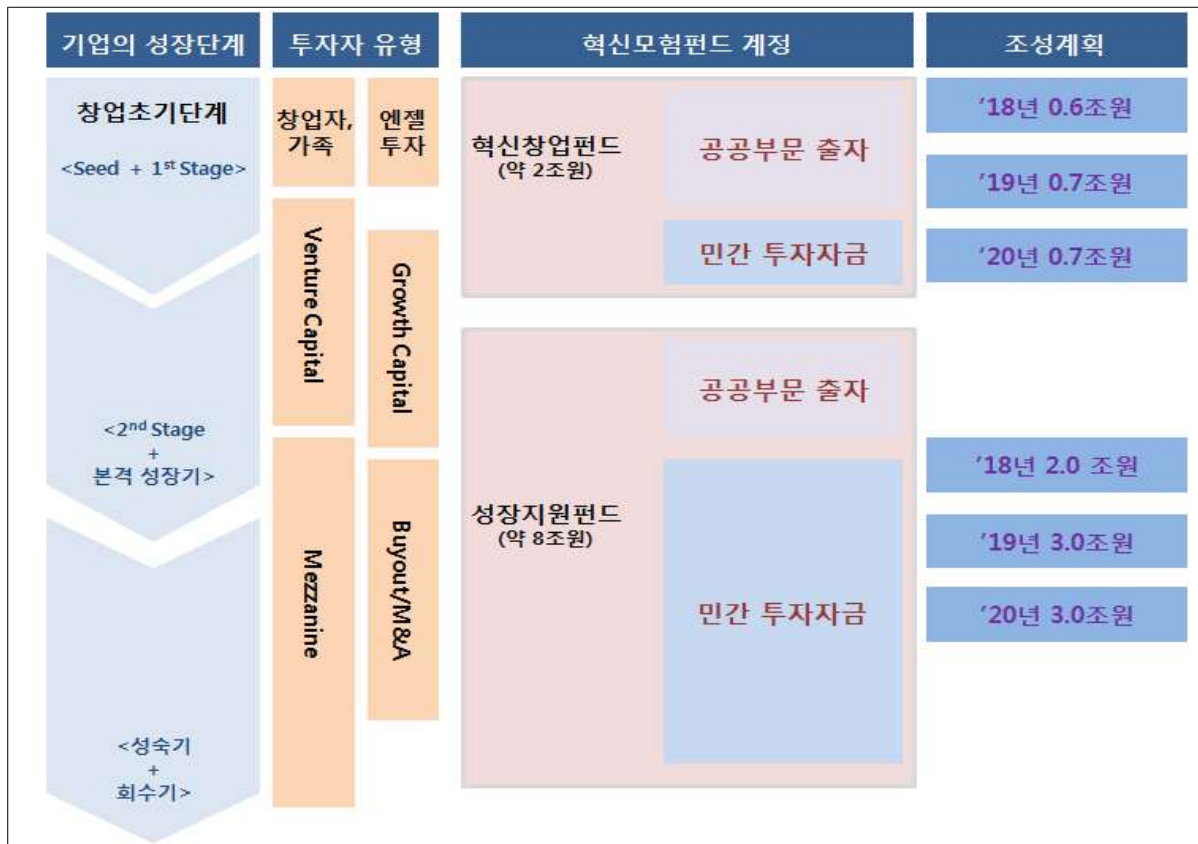 기업의 성장단계
투자자 유형
혁신모험펀드 계정
조성계획
창업초기단계
<Seed + 1st Stage>
<2nd Stage
+
본격 성장기>
<성숙기
+
회수기>
창업자,
가족
엔젤
투자
Venture Capital
Growth Capital
Mezzanine
Buyout/M&A
혁신창업펀드
(약 2조원)
공공부문 출자
민간 투자자금
성장지원펀드
(약 8조원)
공공부문 출자
민간 투자자금
'18년 0.6조원
'19년 0.7조원
'20년 0.7조원
'18년 2.0 조원
'19년 3.0조원
'20년 3.0조원